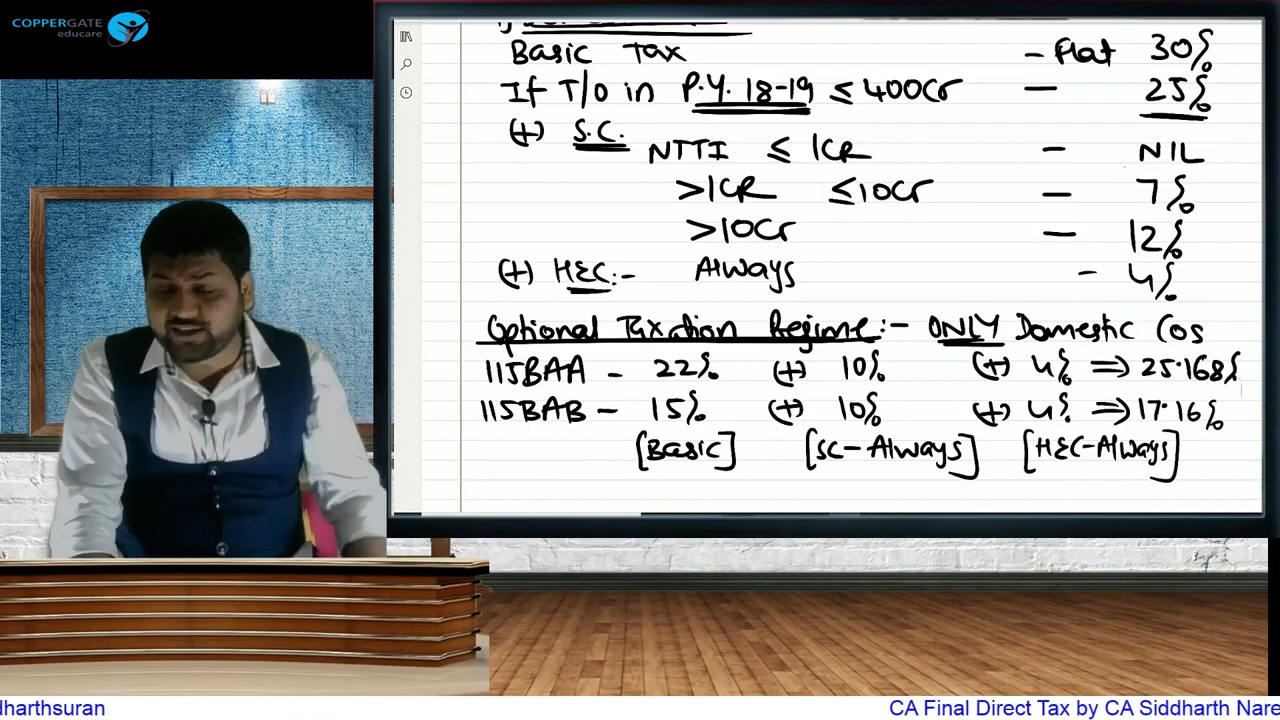 COPPERGATE
educare
Basic Tax - Flat 30%
If T/O in P.Y. 18-19 ≤ 400Cr - 25%
(+) S.C.
NTTI ≤ 1CR - NIL
>1CR ≤10Cr - 7%
>10Cr - 12%
(+) HEC:- Always - 4%
Optional Taxation Regime:- ONLY Domestic Cos
115BAA - 22% (+) 10% (+) 4% ⇒ 25.168%
115BAB - 15% (+) 10% (+) 4% ⇒ 17.16%
[Basic] [SC-Always] [HEC-Always]
dharthsuran CA Final Direct Tax by CA Siddharth Nare